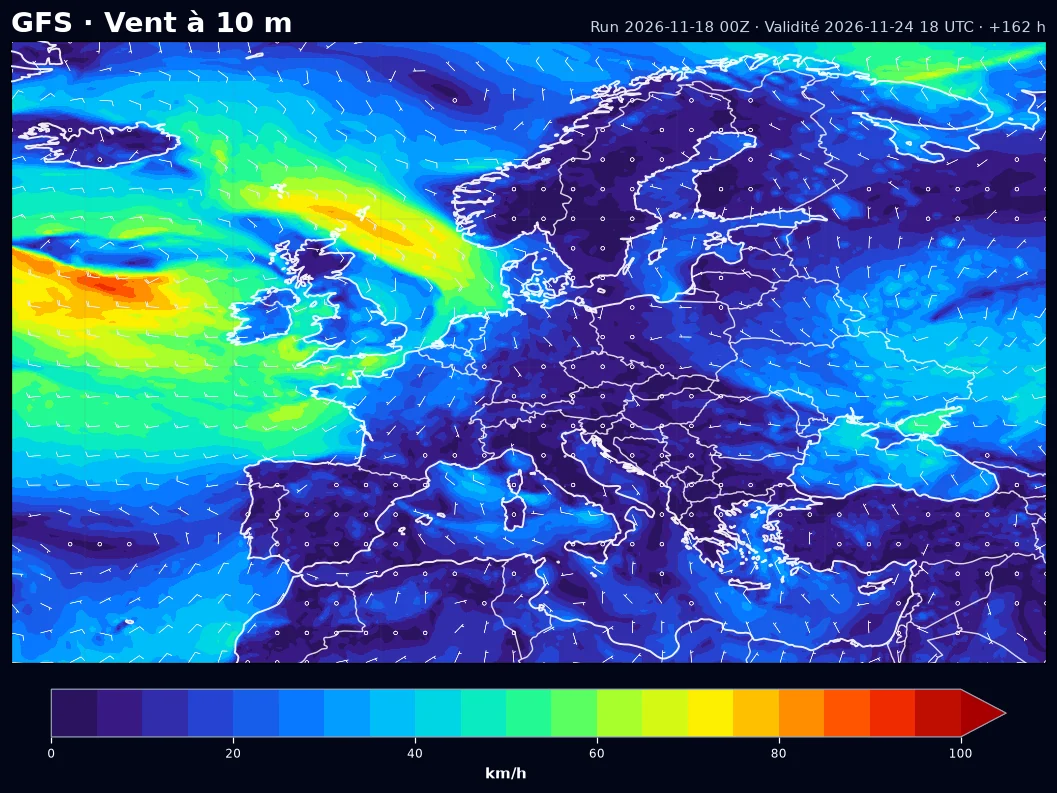 GFS · Vent à 10 m
Run 2026-11-18 00Z · Validité 2026-11-24 18 UTC · +162 h
0 20 40 60 80 100
km/h